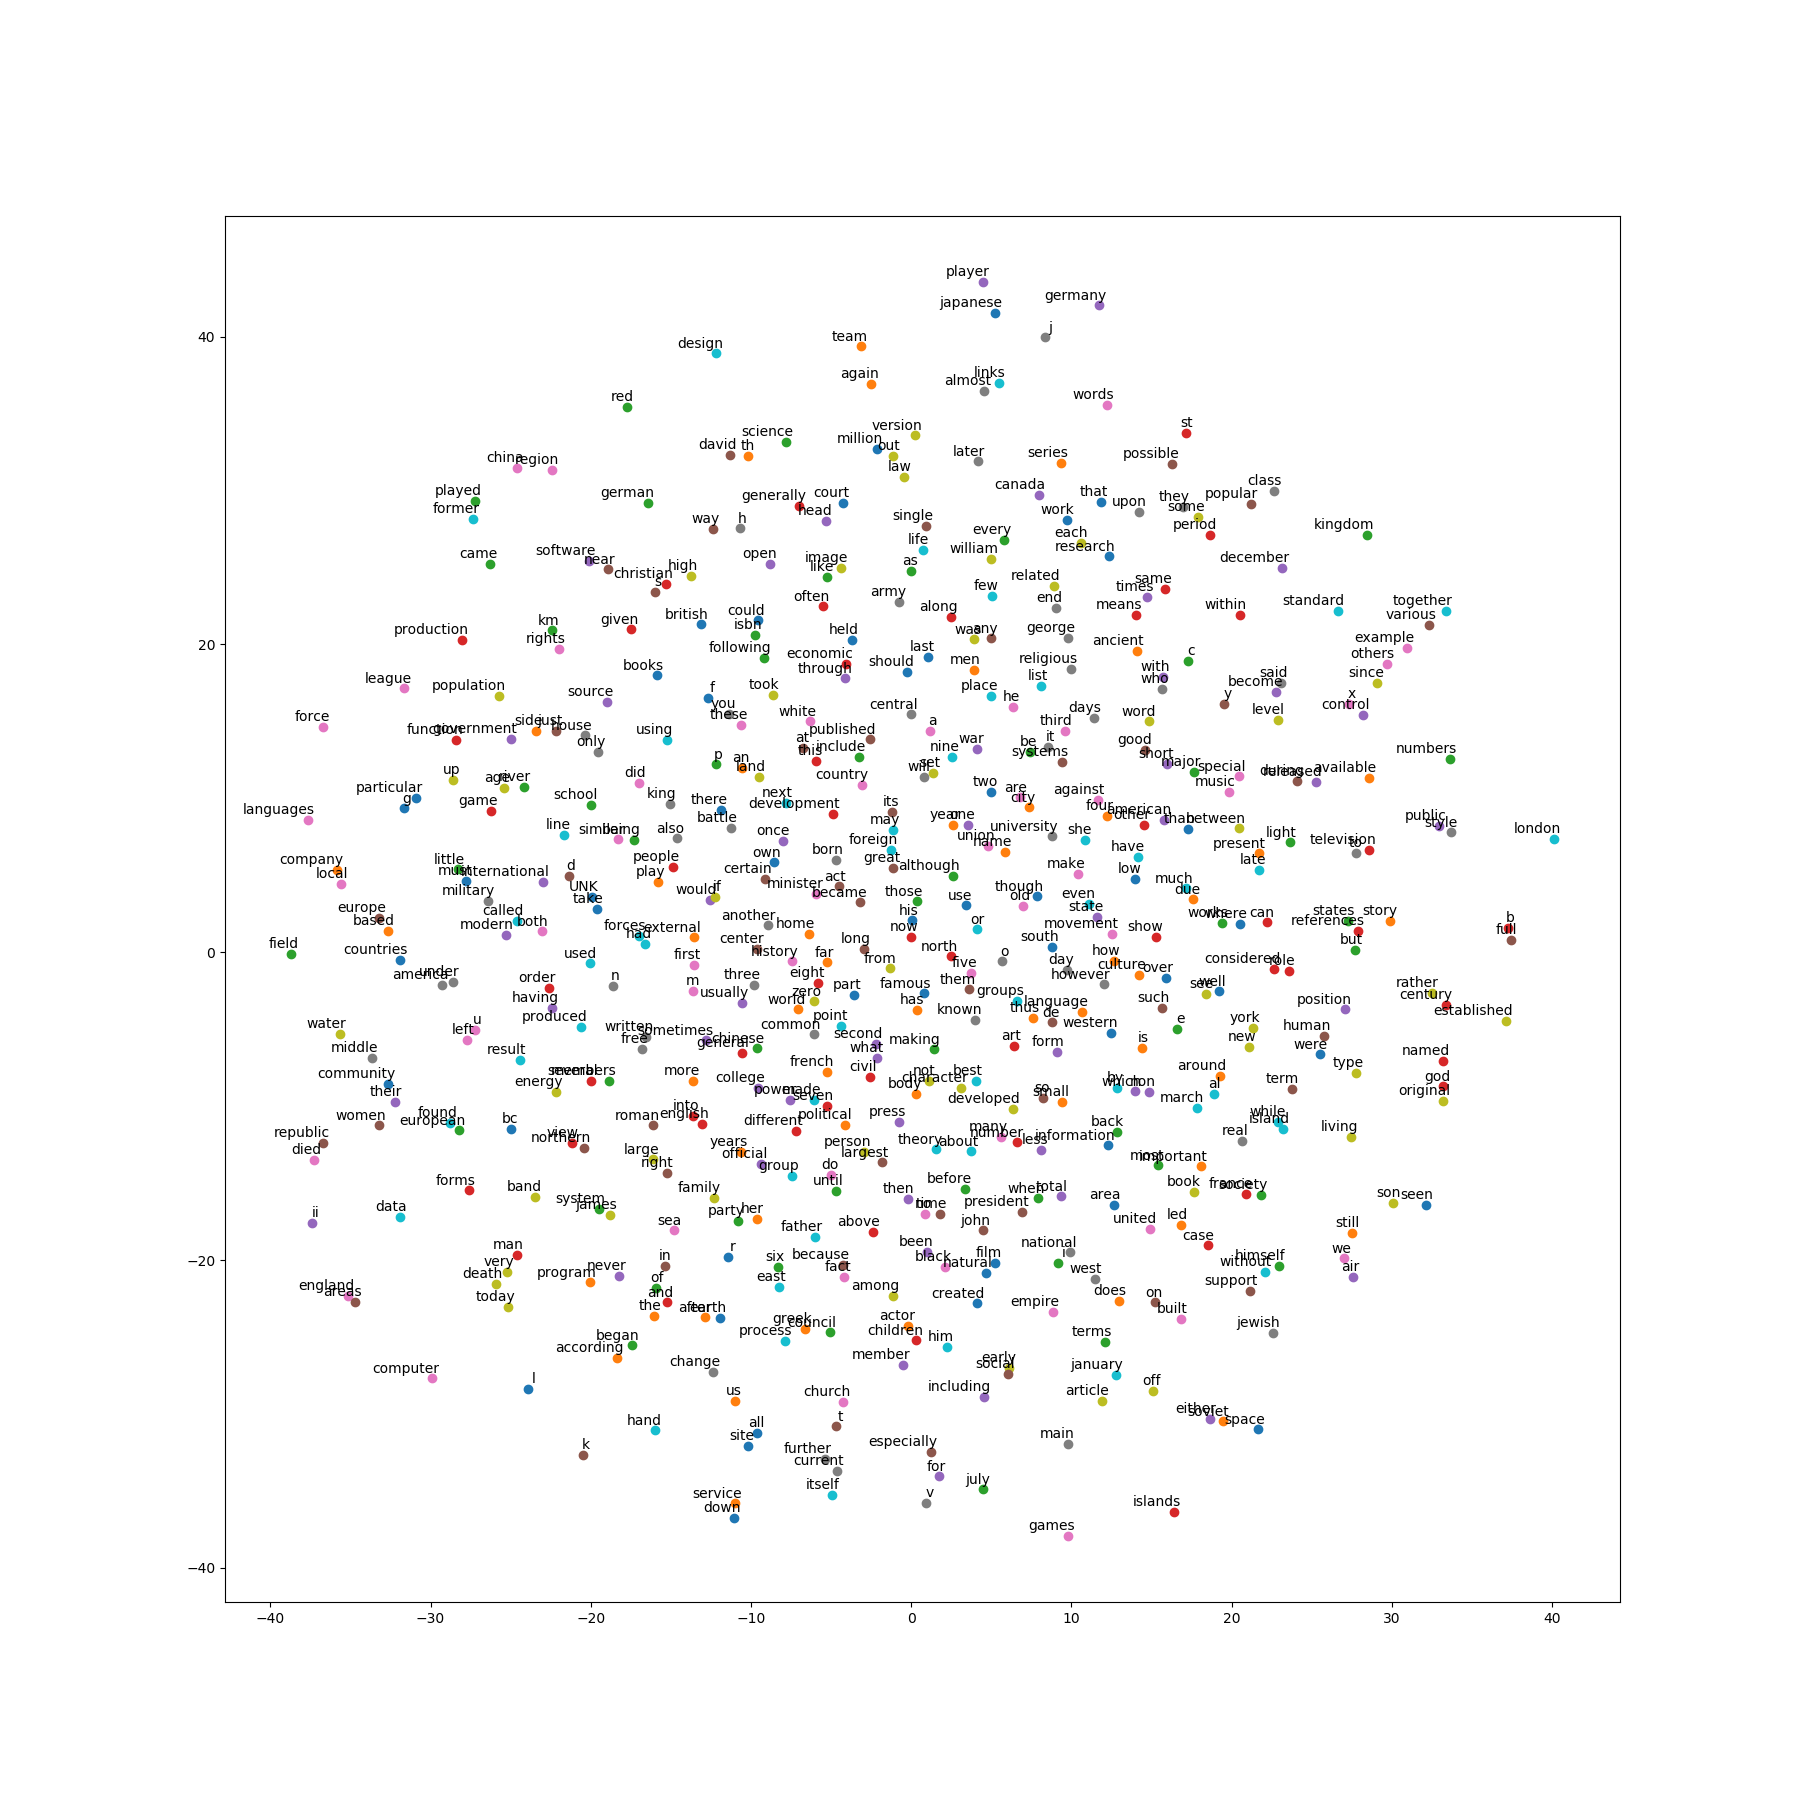 player
japanese
germany
j
40
design
team
again
almost
links
words
red
st
version
science
million
out
david
th
law
later
series
possible
china
region
class
played
former
german
generally
court
head
canada
that
upon
they
some
popular
period
kingdom
way
h
single
work
each
research
every
came
software
near
christian
s
high
open
image
like
life
as
william
december
related
few
end
times
same
means
within
standard
together
various
often
army
along
british
could
isbn
km
given
rights
production
held
was
any
george
ancient
example
others
20
following
economic
through
last
should
men
religious
c
with
who
said
become
since
league
population
books
source
f
took
place
list
he
y
x
control
force
you
these
white
central
a
days
word
level
function
government
side
just
house
only
using
at
this
published
include
nine
war
third
be
it
systems
good
short
major
numbers
up
age
river
did
p
an
land
country
will
set
two
are
city
against
special
music
during
released
available
particular
g
languages
game
school
king
there
next
development
its
year
one
four
american
other
than
between
line
similar
being
also
battle
once
may
foreign
union
university
name
she
light
public
style
london
television
to
present
late
company
local
little
must
international
d
people
play
own
born
great
although
make
have
low
military
UNK
take
would
if
certain
minister
act
became
those
use
though
old
even
state
much
due
europe
based
called
modern
both
forces
had
external
another
home
his
now
or
movement
show
works
where
can
states
references
story
b
full
field
countries
0
used
first
center
history
far
long
from
north
five
o
south
day
how
culture
over
however
considered
role
but
america
under
order
having
n
m
usually
three
eight
zero
world
part
famous
has
them
groups
such
see
well
position
rather
century
established
u
left
produced
written
free
sometimes
general
chinese
common
point
second
what
known
language
thus
de
western
e
york
new
human
were
water
middle
result
making
art
form
is
named
god
original
community
their
several
members
energy
more
college
french
civil
power
made
seven
not
character
body
best
by
which
non
around
al
march
type
term
women
found
european
bc
roman
into
english
different
political
press
developed
so
small
republic
died
view
northern
large
right
years
official
group
person
largest
do
theory
about
many
number
less
information
back
real
while
island
living
most
important
forms
band
family
until
before
then
when
total
area
book
france
society
son
seen
ii
data
system
james
party
her
sea
father
above
no
time
president
john
united
led
case
still
man
very
death
today
r
in
never
program
of
and
the
six
east
because
fact
been
black
film
natural
national
i
west
himself
without
support
we
air
−20
england
areas
after
earth
among
created
empire
does
on
built
jewish
began
according
greek
council
process
actor
children
him
terms
computer
change
member
early
social
january
l
us
church
including
article
off
hand
all
site
t
either
soviet
space
k
further
current
itself
especially
for
main
service
down
v
july
islands
games
−40
−40 −30 −20 −10 0 10 20 30 40